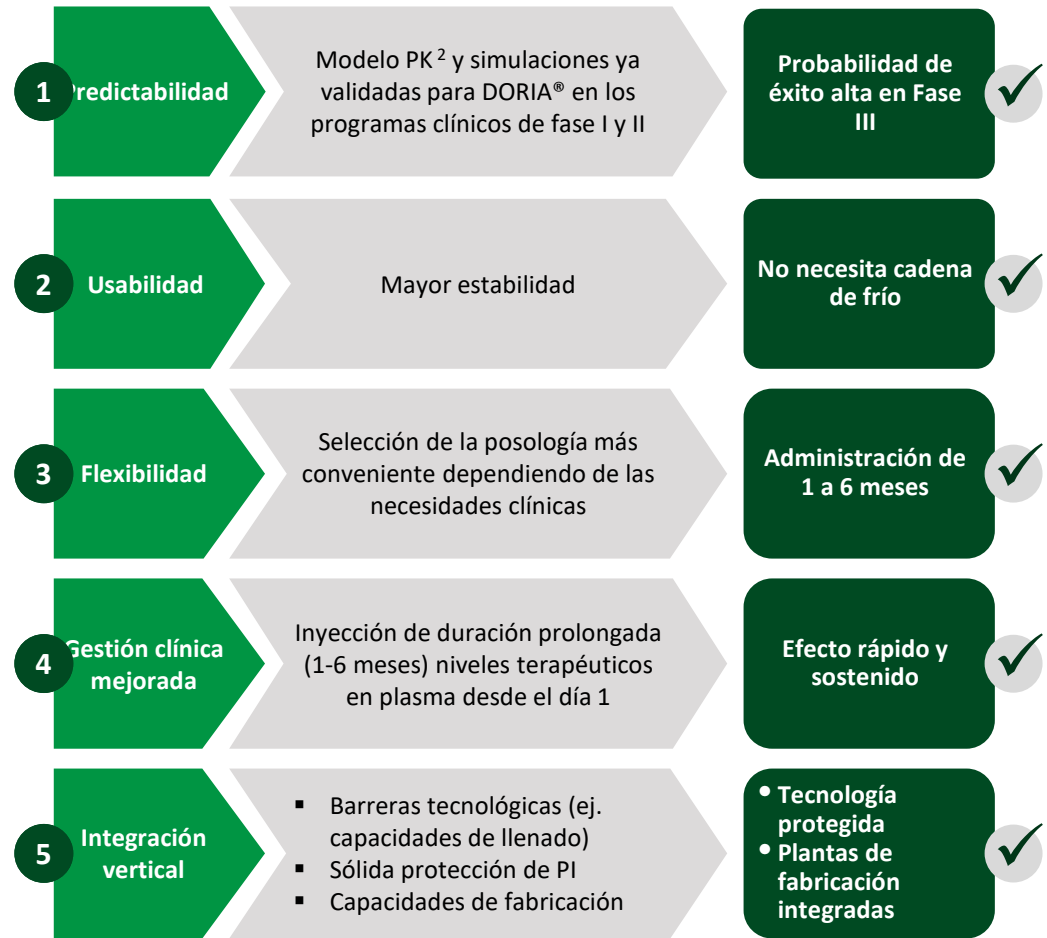 1
Predictabilidad
Modelo PK² y simulaciones ya
validadas para DORIA® en los
programas clínicos de fase I y II
Probabilidad de
éxito alta en Fase
III
2
Usabilidad
Mayor estabilidad
No necesita cadena
de frío
3
Flexibilidad
Selección de la posología más
conveniente dependiendo de las
necesidades clínicas
Administración de
1 a 6 meses
4
Gestión clínica
mejorada
Inyección de duración prolongada
(1-6 meses) niveles terapéuticos
en plasma desde el día 1
Efecto rápido y
sostenido
5
Integración
vertical
▪ Barreras tecnológicas (ej.
capacidades de llenado)
▪ Sólida protección de PI
▪ Capacidades de fabricación
• Tecnología
protegida
• Plantas de
fabricación
integradas